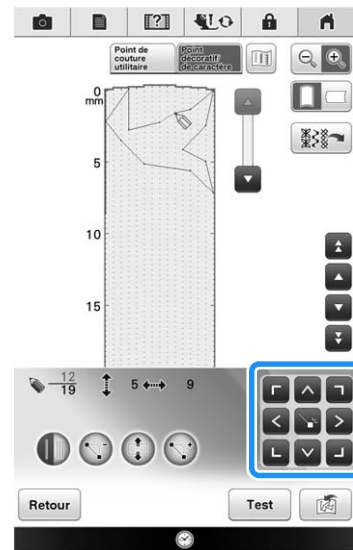 Point de
couture
utilitaire
Point
décoratif
de caractère
0
mm
5
10
15
12
19
5
9
Retour
Test